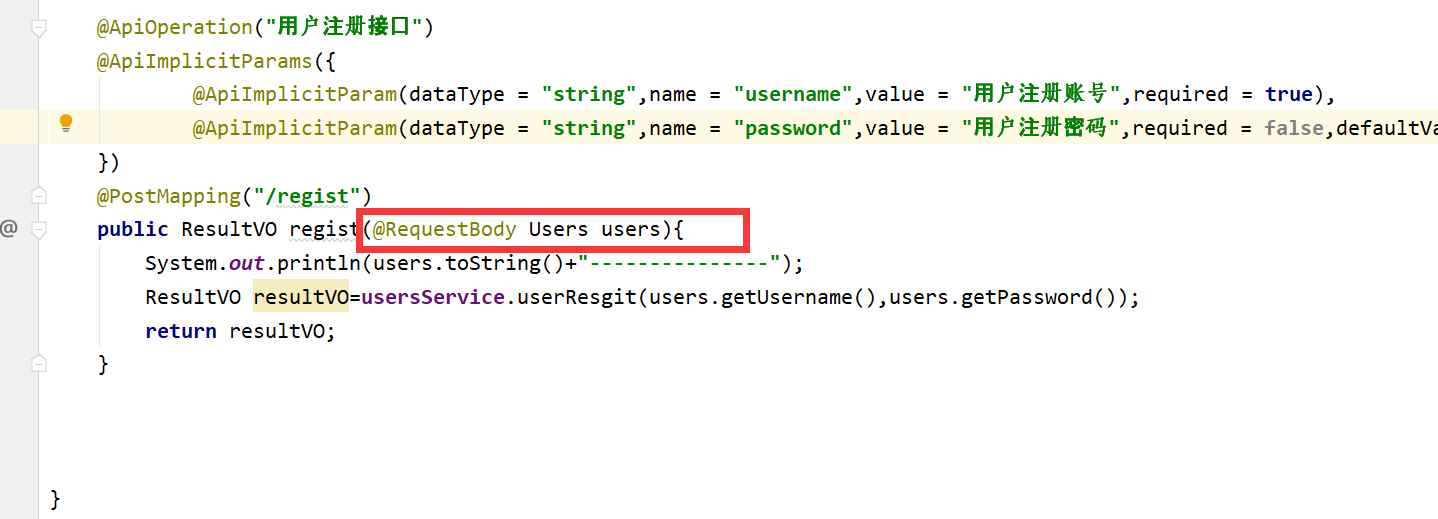 @ApiOperation("用户注册接口")
@ApiImplicitParams({
@ApiImplicitParam(dataType = "string",name = "username",value = "用户注册账号",required = true),
@ApiImplicitParam(dataType = "string",name = "password",value = "用户注册密码",required = false,defaultVa
})
@PostMapping("/regist")
@
public ResultVO regist(@RequestBody Users users){
System.out.println(users.toString()+"---------------");
ResultVO resultVO=usersService.userResgit(users.getUsername(),users.getPassword());
return resultVO;
}
}